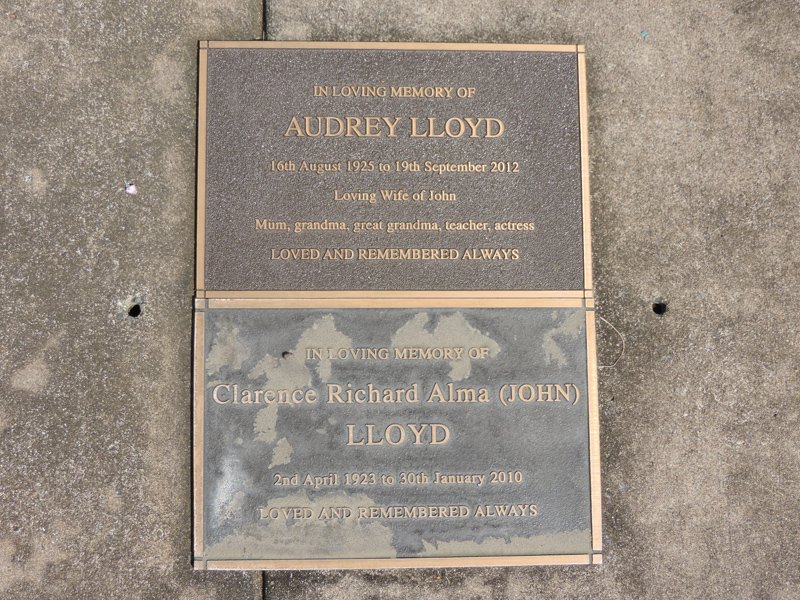 IN LOVING MEMORY OF
AUDREY LLOYD
16th August 1925 to 19th September 2012
Loving Wife of John
Mum, grandma, great grandma, teacher, actress
LOVED AND REMEMBERED ALWAYS
IN LOVING MEMORY OF
Clarence Richard Alma (JOHN)
LLOYD
2nd April 1923 to 30th January 2010
LOVED AND REMEMBERED ALWAYS